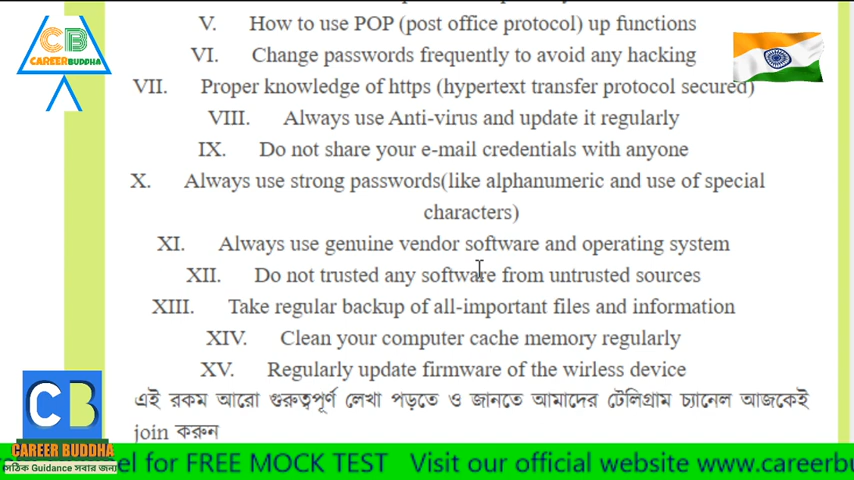 V. How to use POP (post office protocol) up functions
VI. Change passwords frequently to avoid any hacking
VII. Proper knowledge of https (hypertext transfer protocol secured)
VIII. Always use Anti-virus and update it regularly
IX. Do not share your e-mail credentials with anyone
X. Always use strong passwords(like alphanumeric and use of special
characters)
XI. Always use genuine vendor software and operating system
XII. Do not trusted any software from untrusted sources
XIII. Take regular backup of all-important files and information
XIV. Clean your computer cache memory regularly
XV. Regularly update firmware of the wirless device
এই রকম আরো গুরুত্বপূর্ণ লেখা পড়তে ও জানতে আমাদের টেলিগ্রাম চ্যানেল আজকেই
join করুন
CB
CAREERBUDDHA
CB
CAREER BUDDHA
সঠিক Guidance সবার জন্য
for FREE MOCK TEST Visit our official website